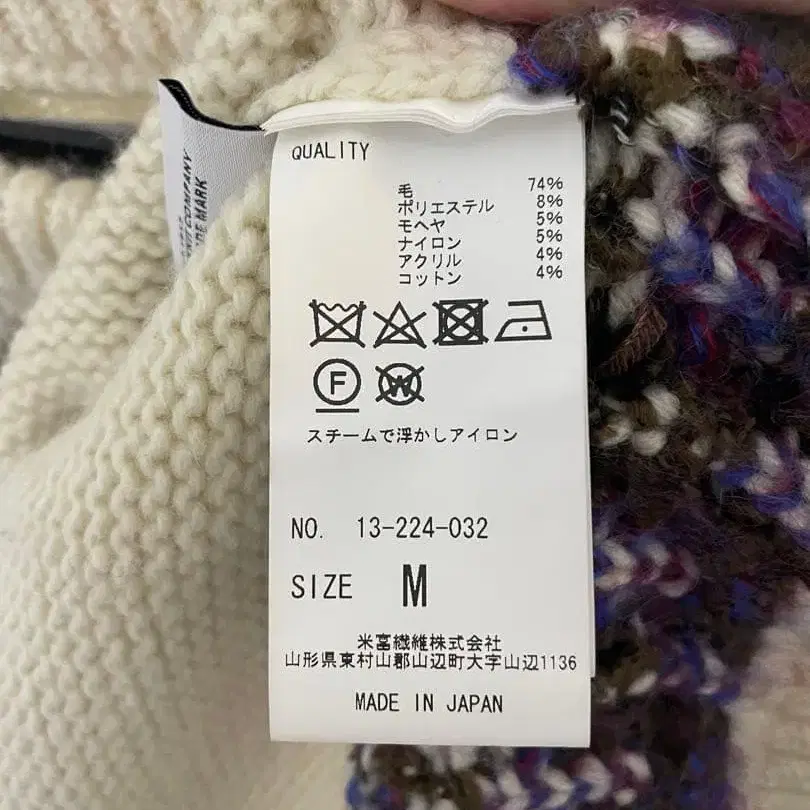 QUALITY
毛 74%
ポリエステル 8%
モヘヤ 5%
ナイロン 5%
アクリル 4%
コットン 4%
F
W
スチームで浮かしアイロン
NO. 13-224-032
SIZE M
米富繊維株式会社
山形県東村山郡山辺町大字山辺1136
MADE IN JAPAN
COMPANY
MARK